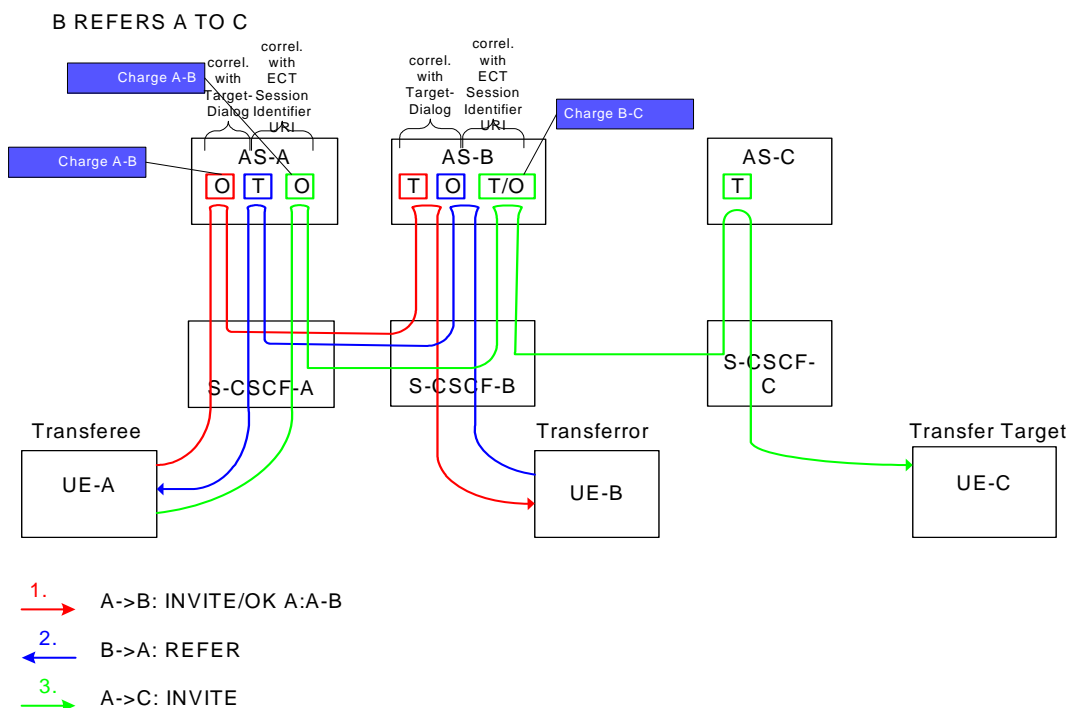 B REFERS A TO C
correl.
with
Target-
Dialog
correl.
with
ECT
Session
Identifier
URI
correl.
with
Target-
Dialog
correl.
with
ECT
Session
Identifier
URI
Charge A-B
Charge B-C
Charge A-B
AS-A
AS-B
AS-C
O T O
T O T/O
T
S-CSCF-A
S-CSCF-B
S-CSCF-
C
Transferee
Transferror
Transfer Target
UE-A
UE-B
UE-C
1. A->B: INVITE/OK A:A-B
2. B->A: REFER
3. A->C: INVITE